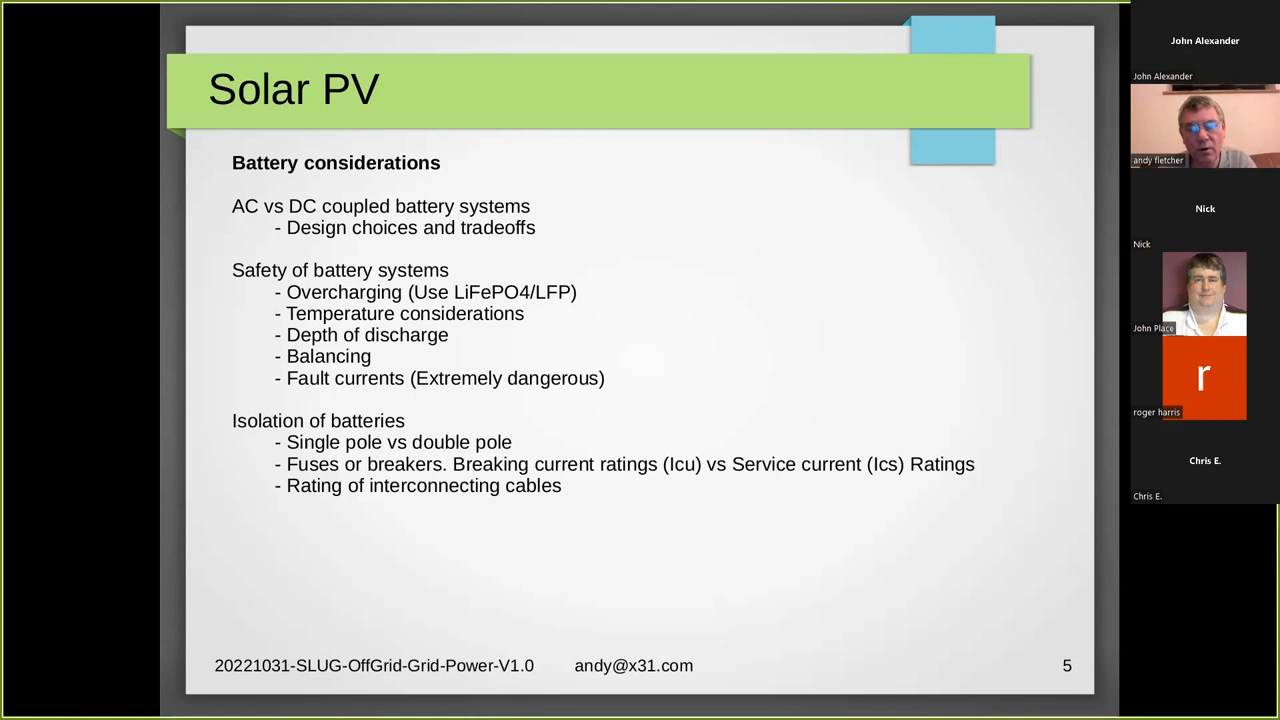 Solar PV
Battery considerations
AC vs DC coupled battery systems
- Design choices and tradeoffs
Safety of battery systems
- Overcharging (Use LiFePO4/LFP)
- Temperature considerations
- Depth of discharge
- Balancing
- Fault currents (Extremely dangerous)
Isolation of batteries
- Single pole vs double pole
- Fuses or breakers. Breaking current ratings (Icu) vs Service current (Ics) Ratings
- Rating of interconnecting cables
20221031-SLUG-OffGrid-Grid-Power-V1.0 andy@x31.com 5
John Alexander
John Alexander
andy fletcher
Nick
Nick
John Place
r
roger harris
Chris E.
Chris E.